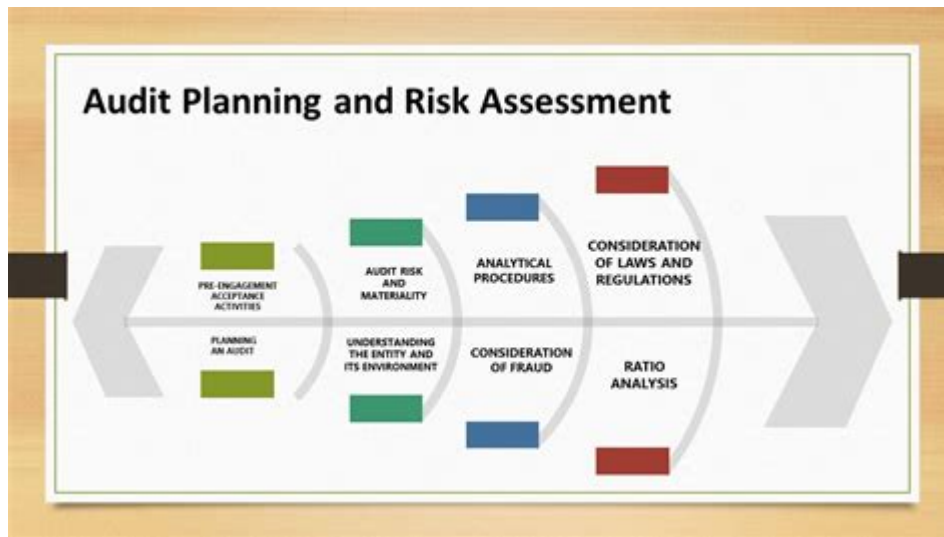 Audit Planning and Risk Assessment
PRE-ENGAGEMENT
ACCEPTANCE
ACTIVITIES
PLANNING
AN AUDIT
AUDIT RISK
AND
MATERIALITY
UNDERSTANDING
THE ENTITY AND
ITS ENVIRONMENT
ANALYTICAL
PROCEDURES
CONSIDERATION
OF FRAUD
CONSIDERATION
OF LAWS AND
REGULATIONS
RATIO
ANALYSIS